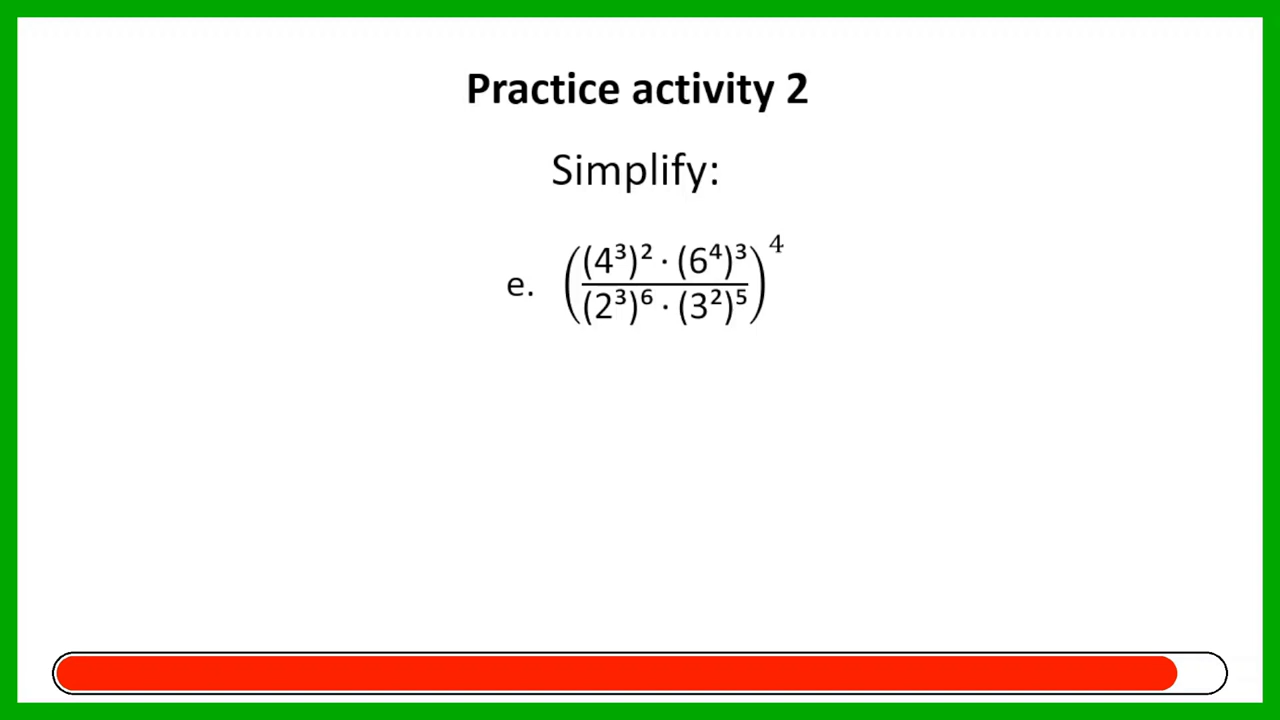 Practice activity 2
Simplify:
e. (((4³)² · (6⁴)³)/((2³)⁶ · (3²)⁵))⁴